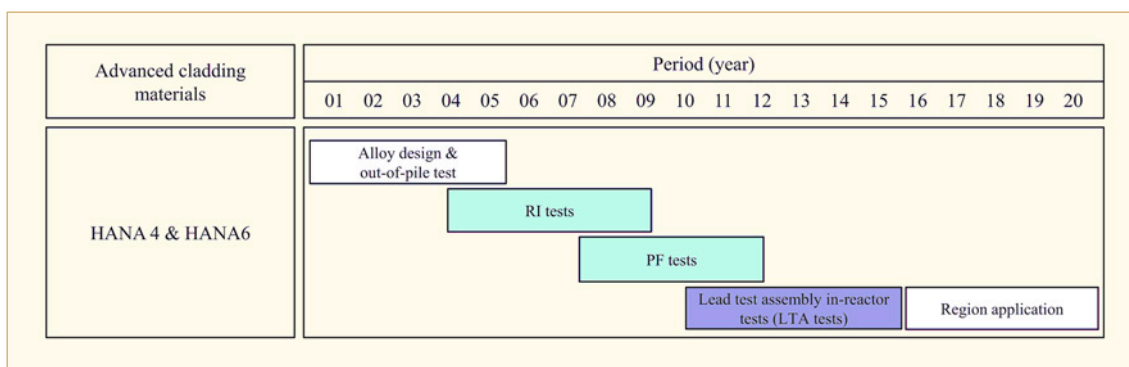 Advanced cladding
materials
Period (year)
01 02 03 04 05 06 07 08 09 10 11 12 13 14 15 16 17 18 19 20
HANA 4 & HANA6
Alloy design &
out-of-pile test
RI tests
PF tests
Lead test assembly in-reactor
tests (LTA tests)
Region application